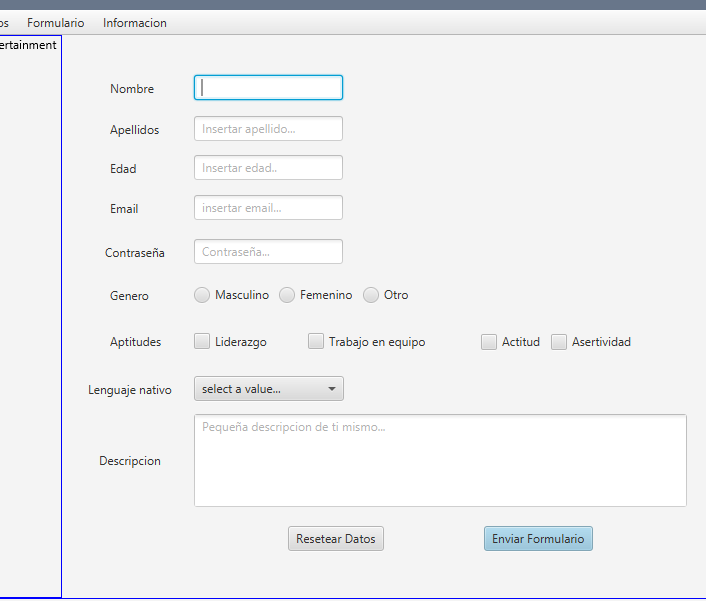 Formulario Informacion
Nombre
Apellidos Insertar apellido...
Edad Insertar edad..
Email insertar email...
Contraseña Contraseña...
Genero Masculino Femenino Otro
Aptitudes Liderazgo Trabajo en equipo Actitud Asertividad
Lenguaje nativo select a value...
Pequeña descripcion de ti mismo...
Descripcion
Resetear Datos Enviar Formulario